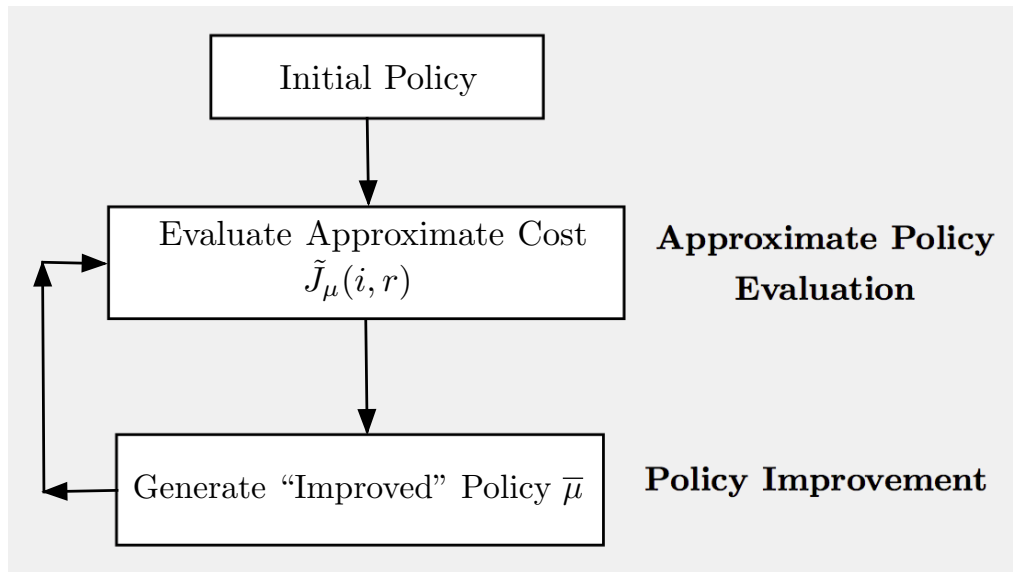 Initial Policy
Evaluate Approximate Cost
J̃_μ(i, r)
Approximate Policy
Evaluation
Generate “Improved” Policy μ̅
Policy Improvement